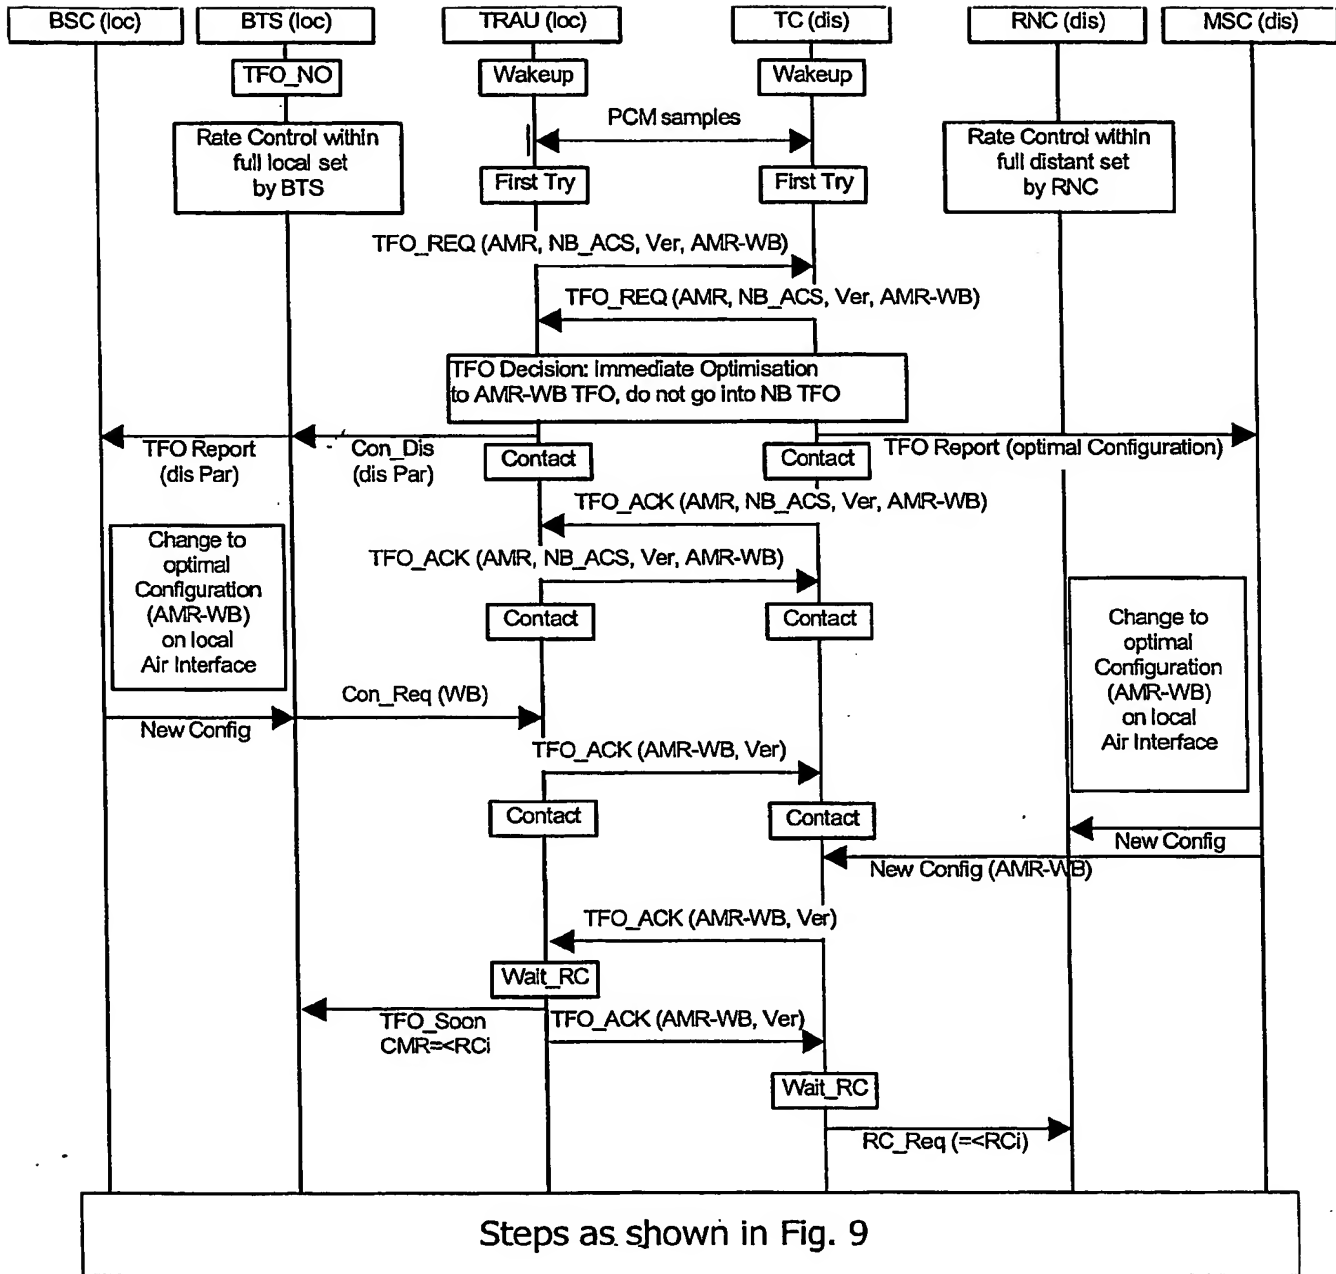 BSC (loc)
BTS (loc)
TRAU (loc)
TC (dis)
RNC (dis)
MSC (dis)
TFO_NO
Wakeup
Wakeup
PCM samples
Rate Control within
full local set
by BTS
Rate Control within
full distant set
by RNC
First Try
First Try
TFO_REQ (AMR, NB_ACS, Ver, AMR-WB)
TFO_REQ (AMR, NB_ACS, Ver, AMR-WB)
TFO Decision: Immediate Optimisation
to AMR-WB TFO, do not go into NB TFO
TFO Report
(dis Par)
Con_Dis
(dis Par)
Contact
Contact
TFO Report (optimal Configuration)
TFO_ACK (AMR, NB_ACS, Ver, AMR-WB)
Change to
optimal
Configuration
(AMR-WB)
on local
Air Interface
TFO_ACK (AMR, NB_ACS, Ver, AMR-WB)
Contact
Contact
Change to
optimal
Configuration
(AMR-WB)
on local
Air Interface
Con_Req (WB)
New Config
TFO_ACK (AMR-WB, Ver)
Contact
Contact
New Config
New Config (AMR-WB)
TFO_ACK (AMR-WB, Ver)
Wait_RC
TFO_Soon
CMR=<RCi
TFO_ACK (AMR-WB, Ver)
Wait_RC
RC_Req (=<RCi)
Steps as shown in Fig. 9